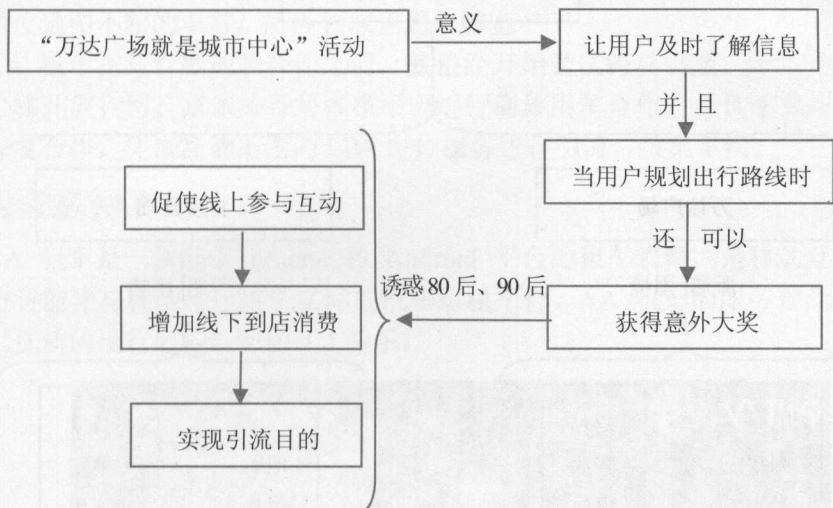 “万达广场就是城市中心”活动
意义
让用户及时了解信息
并 且
当用户规划出行路线时
还 可以
获得意外大奖
诱惑80后、90后
促使线上参与互动
增加线下到店消费
实现引流目的